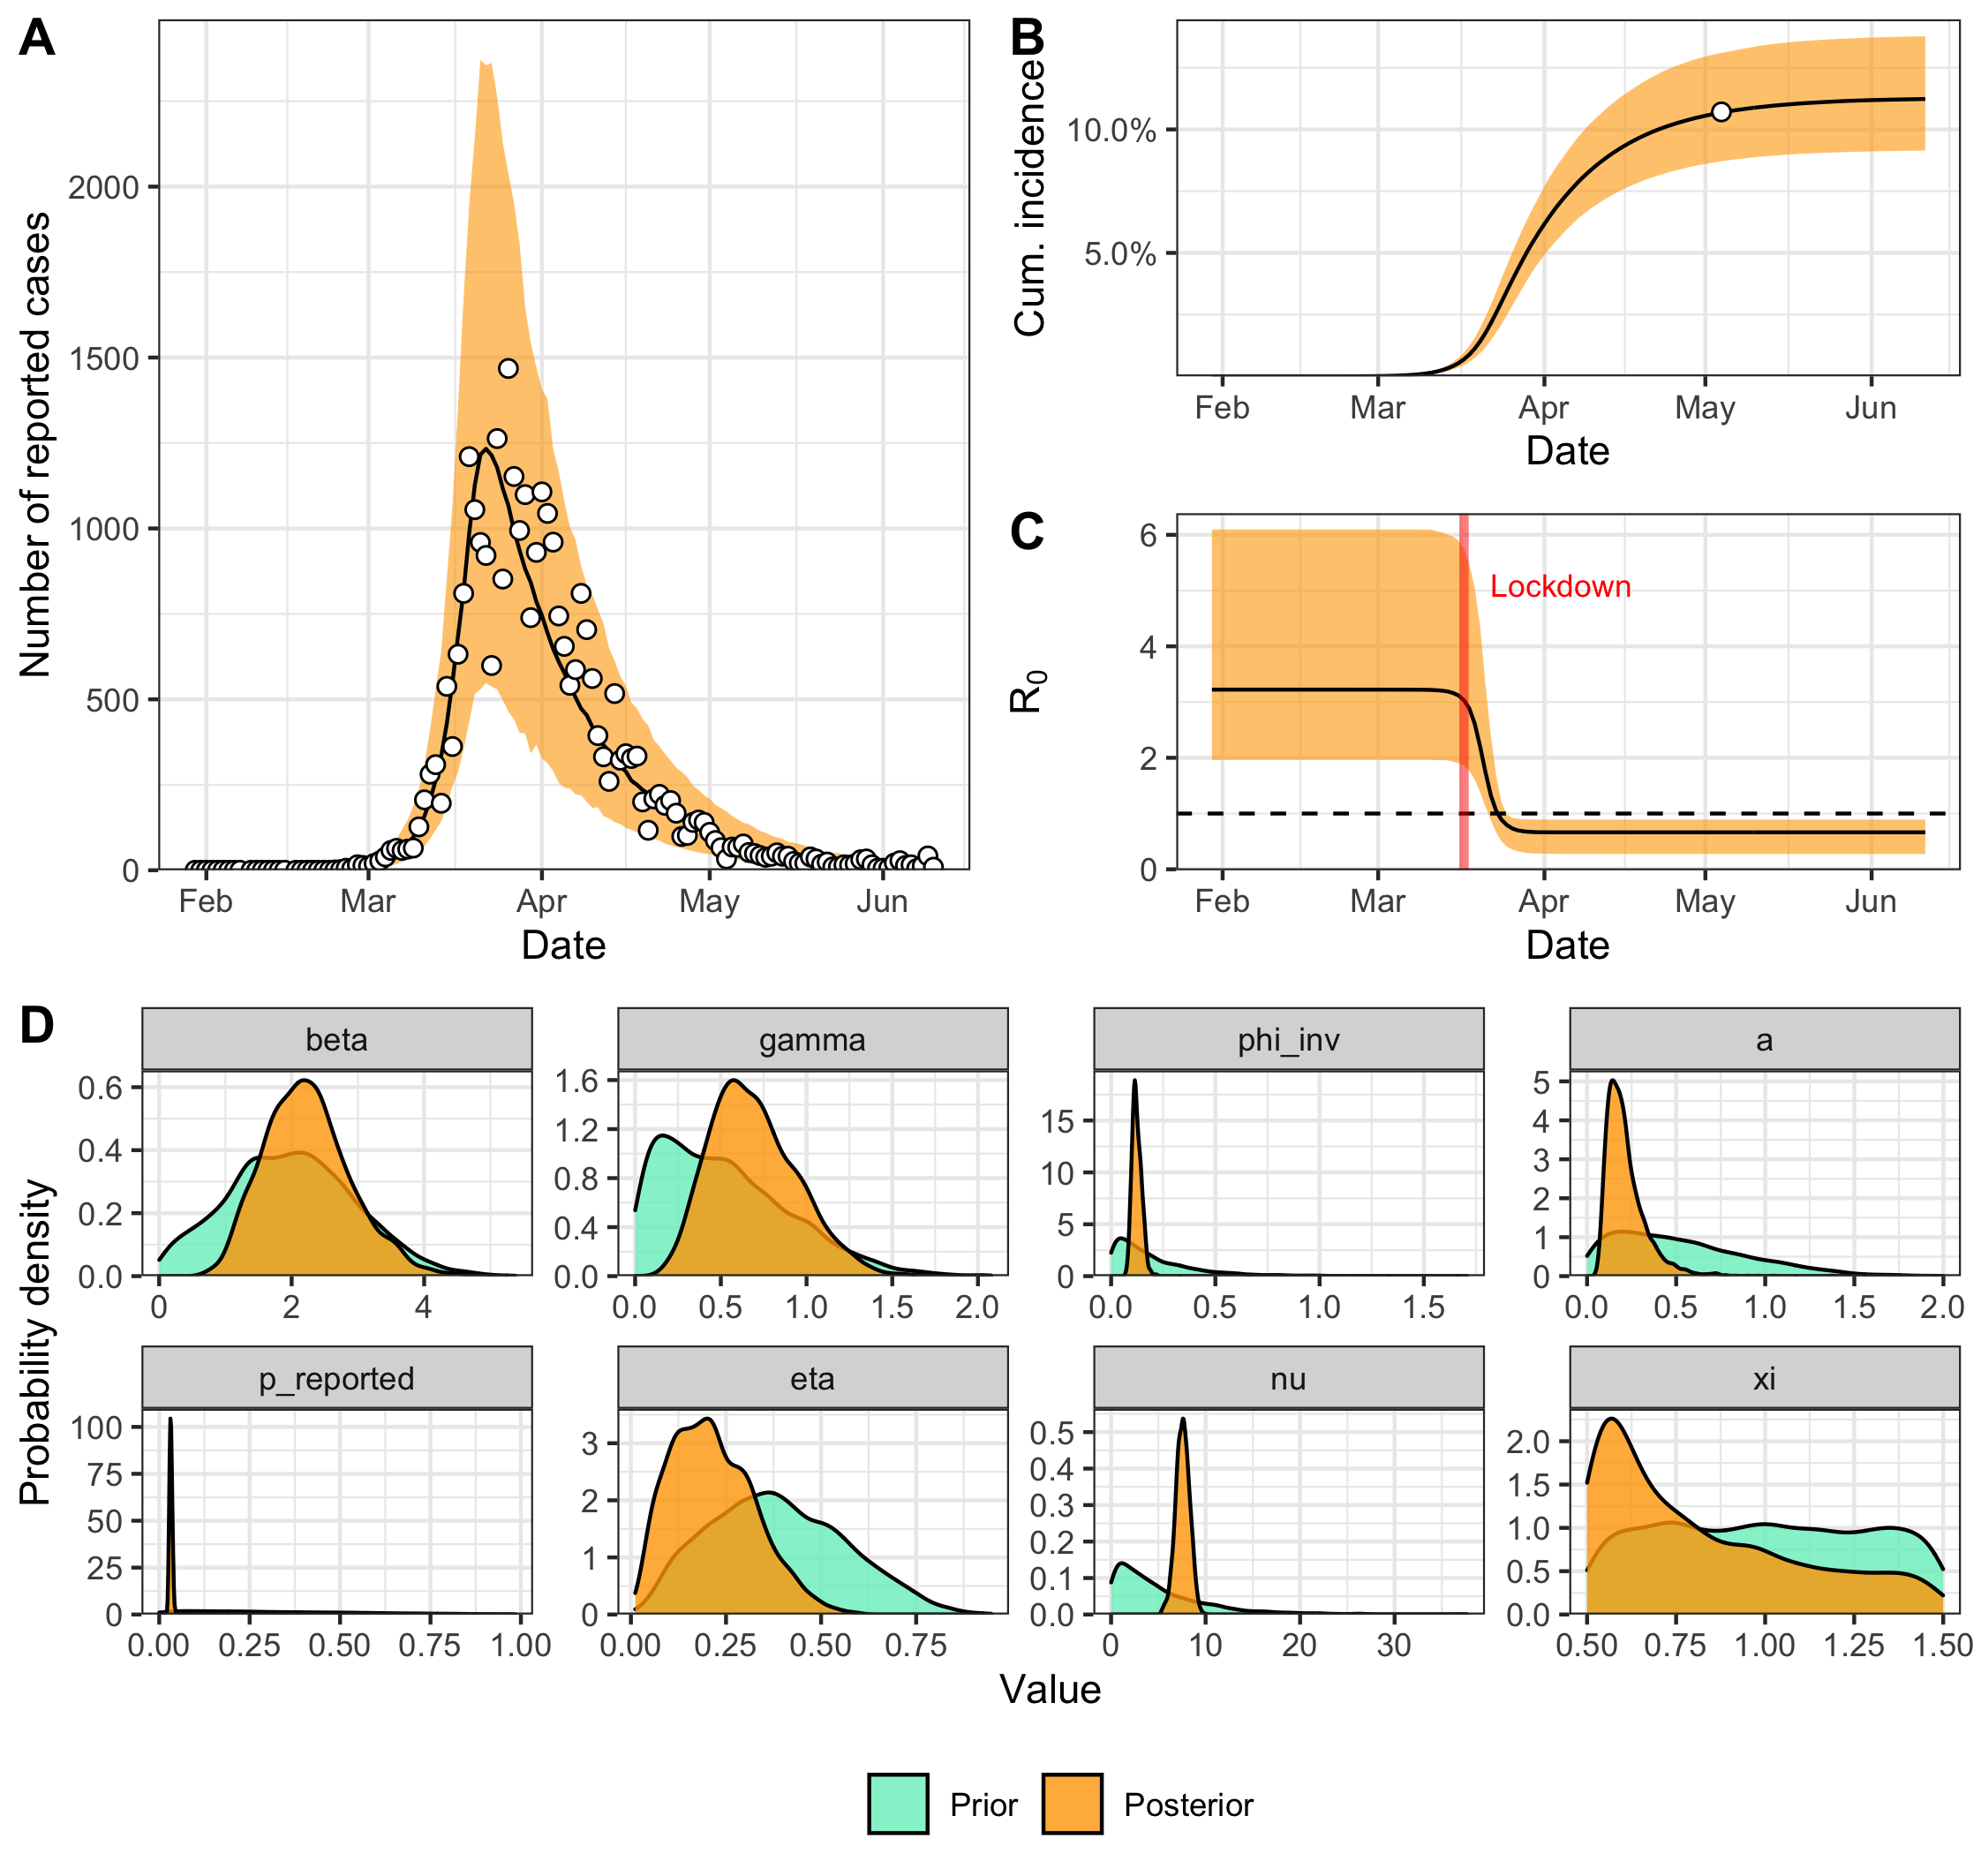 A
Number of reported cases
2000
1500
1000
500
0
Feb Mar Apr May Jun
Date
B
Cum. incidence
10.0%
5.0%
Feb Mar Apr May Jun
Date
C
R0
6
4
2
0
Lockdown
Feb Mar Apr May Jun
Date
D
Probability density
beta
0.6
0.4
0.2
0.0
0 2 4
gamma
1.6
1.2
0.8
0.4
0.0
0.0 0.5 1.0 1.5 2.0
phi_inv
15
10
5
0
0.0 0.5 1.0 1.5
a
5
4
3
2
1
0
0.0 0.5 1.0 1.5 2.0
p_reported
100
75
50
25
0
0.00 0.25 0.50 0.75 1.00
eta
3
2
1
0
0.00 0.25 0.50 0.75
nu
0.5
0.4
0.3
0.2
0.1
0.0
0 10 20 30
xi
2.0
1.5
1.0
0.5
0.0
0.50 0.75 1.00 1.25 1.50
Value
Prior Posterior